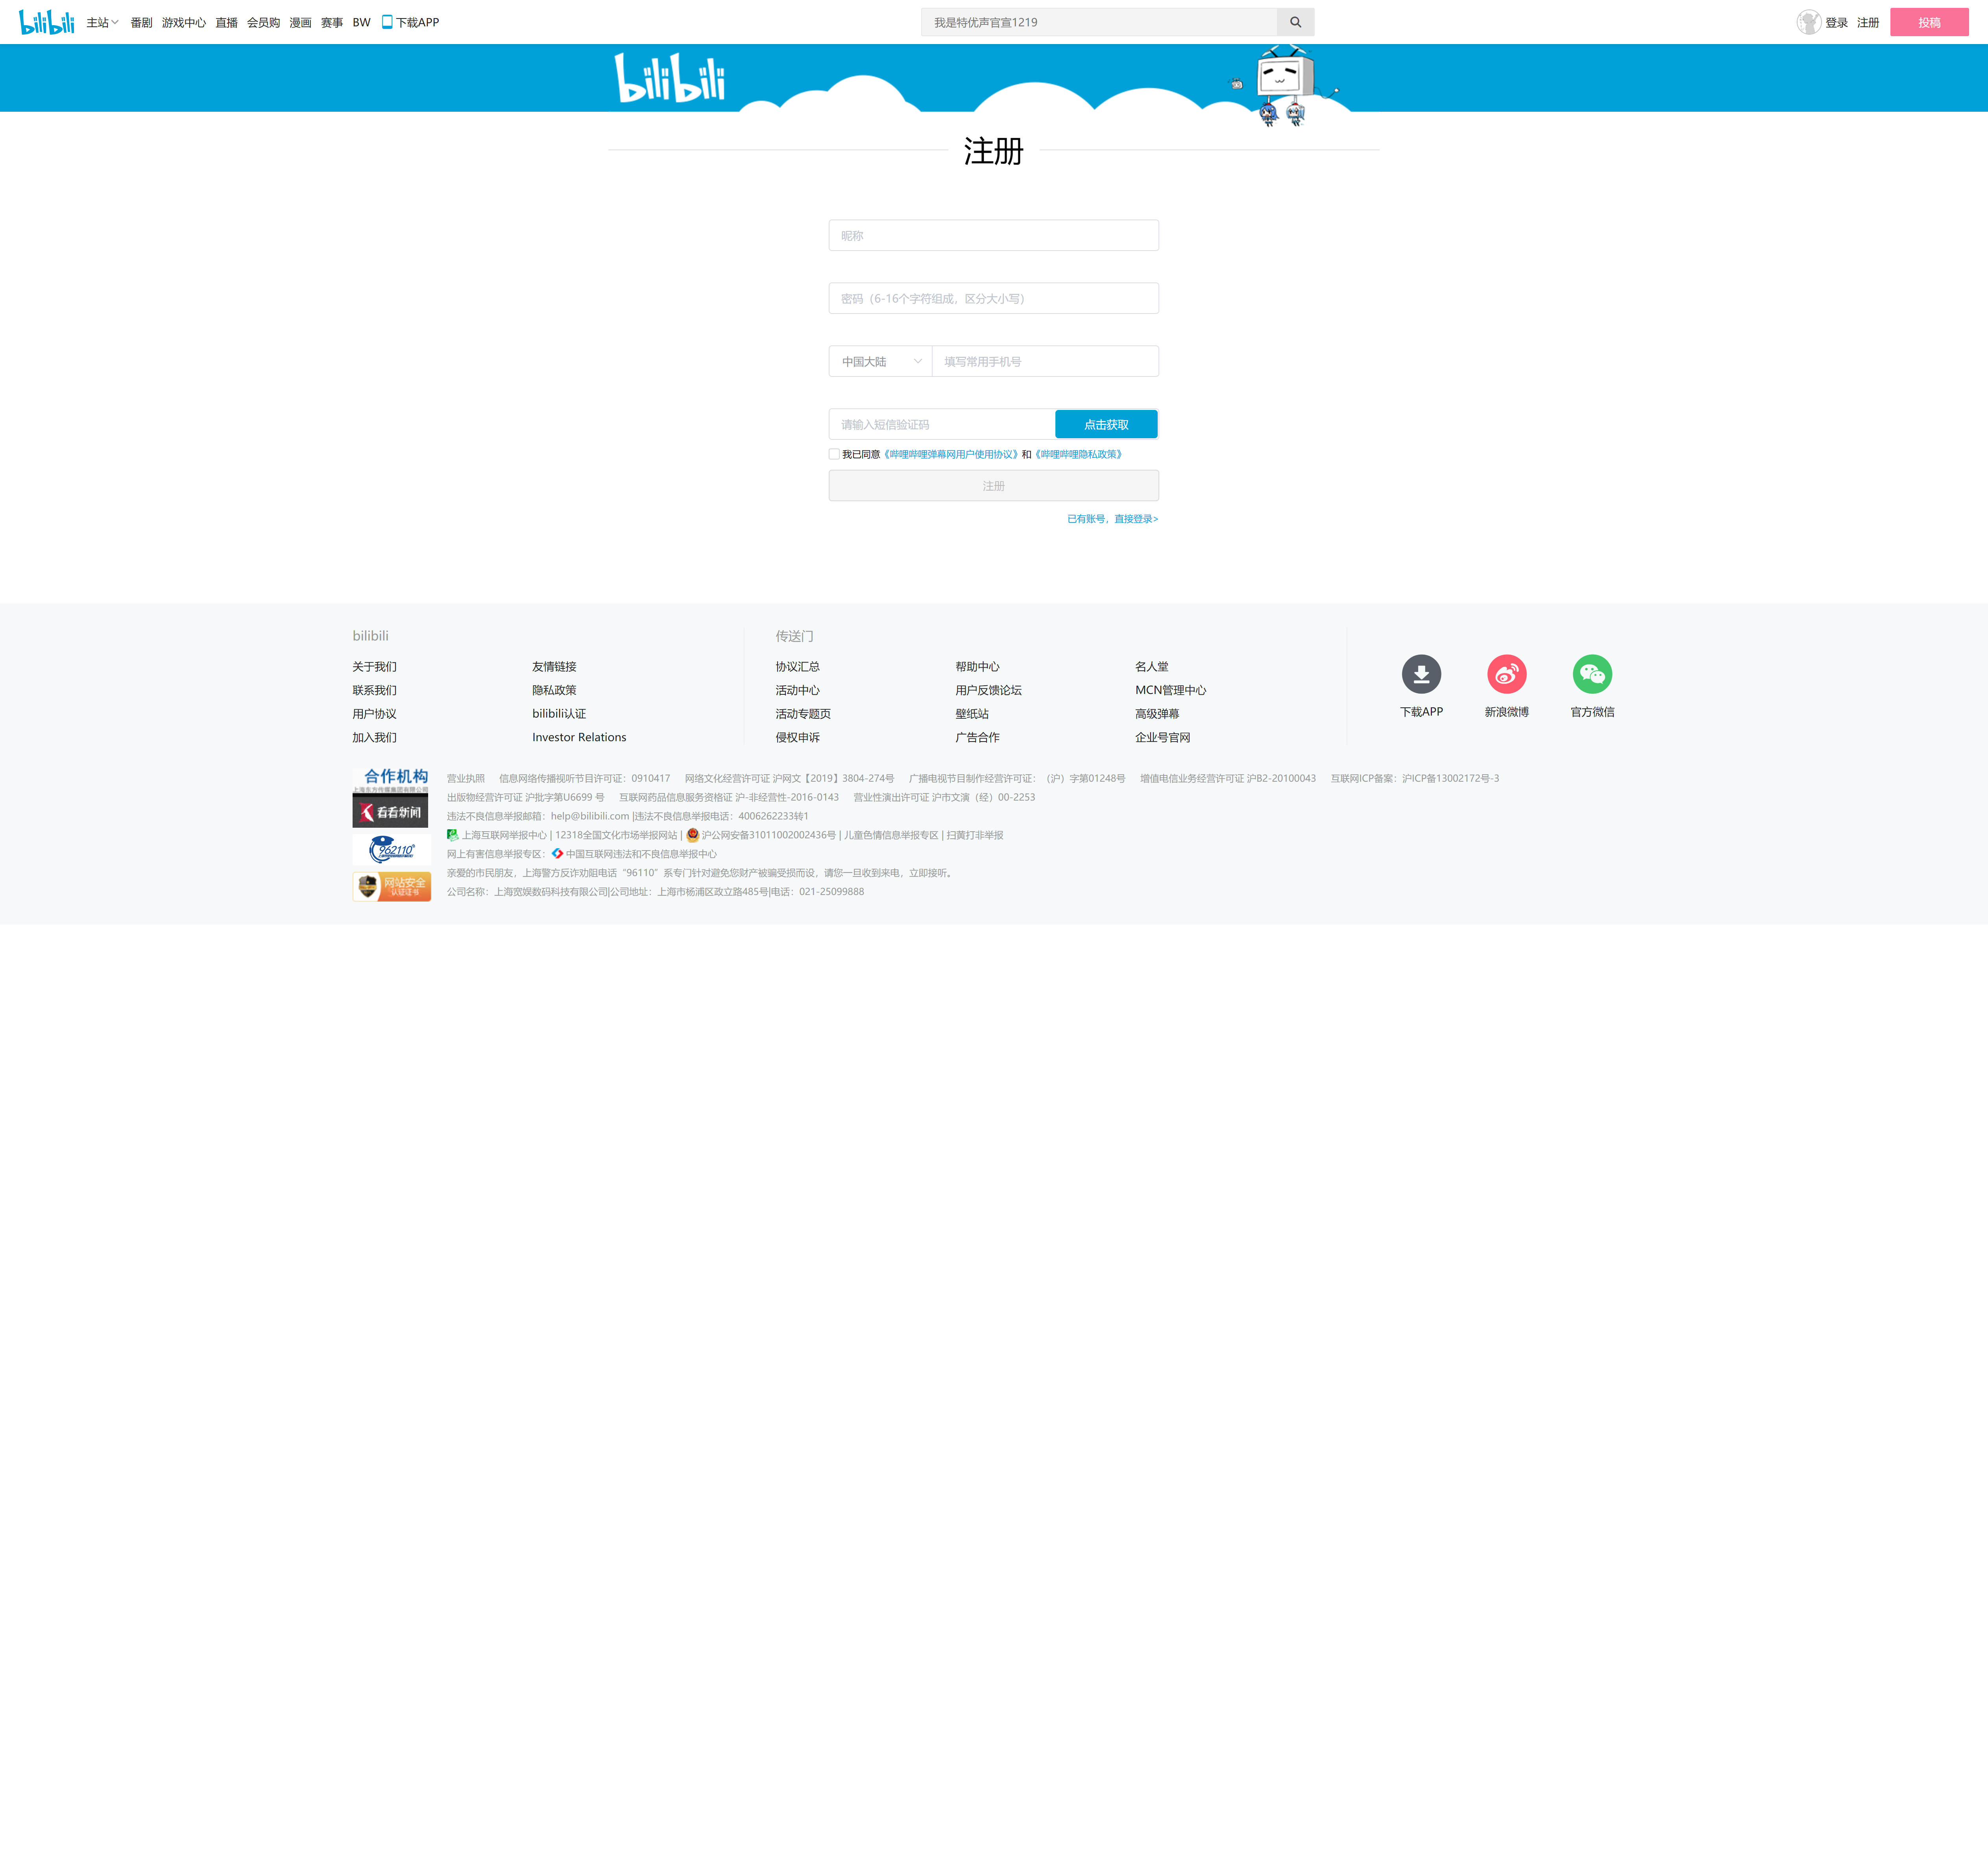 bilibili 主站 番剧 游戏中心 直播 会员购 漫画 赛事 BW 下载APP 我是特优声官宣1219 登录 注册 投稿
bilibili
注册
昵称
密码（6-16个字符组成，区分大小写）
中国大陆 填写常用手机号
请输入短信验证码 点击获取
我已同意《哔哩哔哩弹幕网用户使用协议》和《哔哩哔哩隐私政策》
注册
已有账号，直接登录>
bilibili
关于我们 友情链接
联系我们 隐私政策
用户协议 bilibili认证
加入我们 Investor Relations
传送门
协议汇总 帮助中心 名人堂
活动中心 用户反馈论坛 MCN管理中心
活动专题页 壁纸站 高级弹幕
侵权申诉 广告合作 企业号官网
下载APP 新浪微博 官方微信
合作机构
上海东方传媒集团有限公司
看看新闻
962110
网站安全
认证证书
营业执照 信息网络传播视听节目许可证：0910417 网络文化经营许可证 沪网文【2019】3804-274号 广播电视节目制作经营许可证：（沪）字第01248号 增值电信业务经营许可证 沪B2-20100043 互联网ICP备案：沪ICP备13002172号-3
出版物经营许可证 沪批字第U6699 号 互联网药品信息服务资格证 沪-非经营性-2016-0143 营业性演出许可证 沪市文演（经）00-2253
违法不良信息举报邮箱：help@bilibili.com |违法不良信息举报电话：4006262233转1
上海互联网举报中心 | 12318全国文化市场举报网站 | 沪公网安备31011002002436号 | 儿童色情信息举报专区 | 扫黄打非举报
网上有害信息举报专区： 中国互联网违法和不良信息举报中心
亲爱的市民朋友，上海警方反诈劝阻电话“96110”系专门针对避免您财产被骗受损而设，请您一旦收到来电，立即接听。
公司名称：上海宽娱数码科技有限公司|公司地址：上海市杨浦区政立路485号|电话：021-25099888